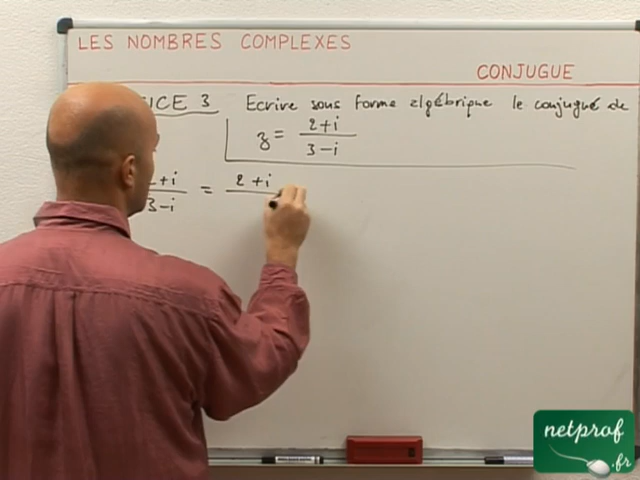 LES NOMBRES COMPLEXES
CONJUGUE
ICE 3 Ecrire sous forme algébrique le conjugué de
z = 2+i / 3-i
2+i / 3-i = 2+i
netprof
.fr